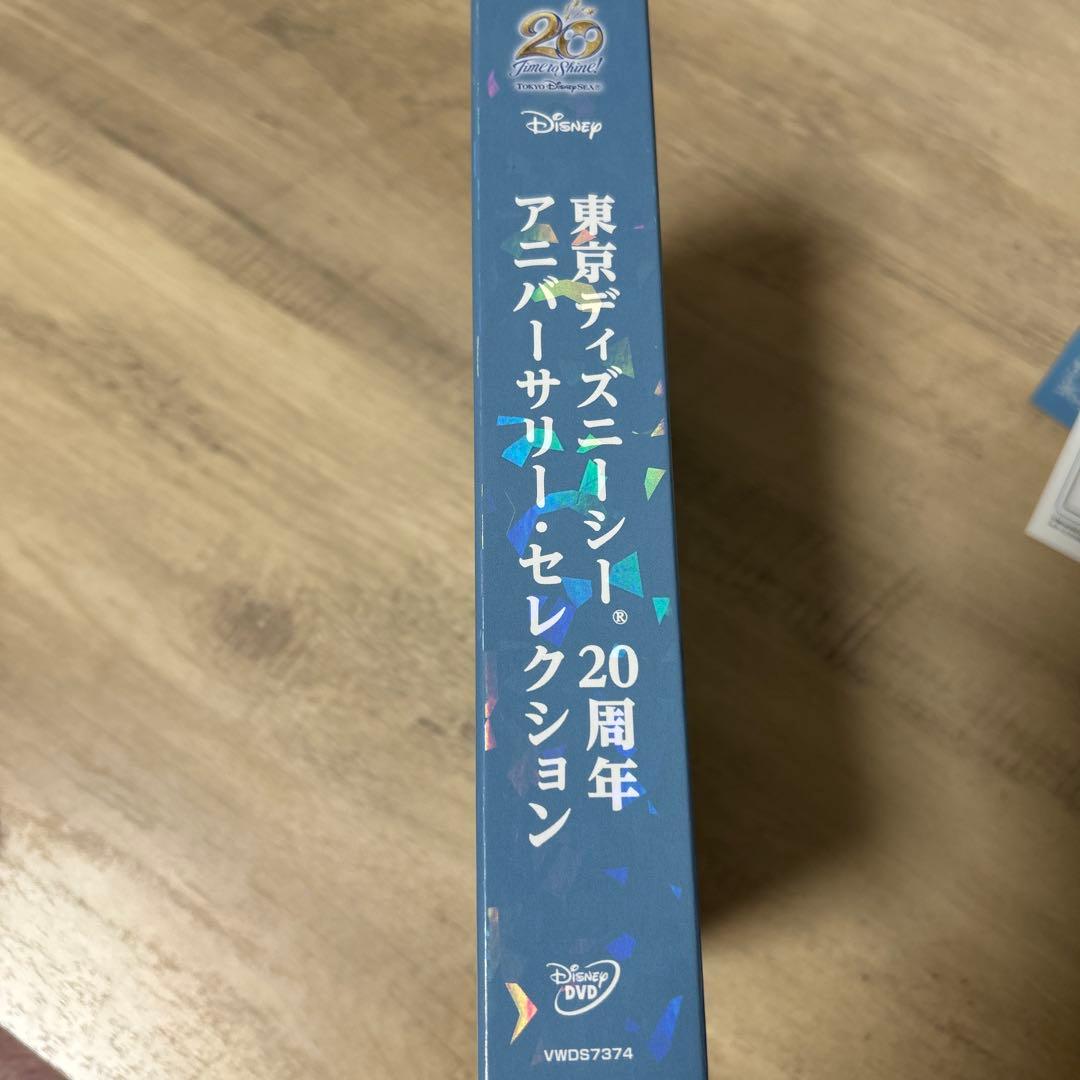 20
Time to Shine!
TOKYO DisneySEA®
Disney
東京ディズニーシー® 20周年
アニバーサリー・セレクション
Disney
DVD
VWDS7374